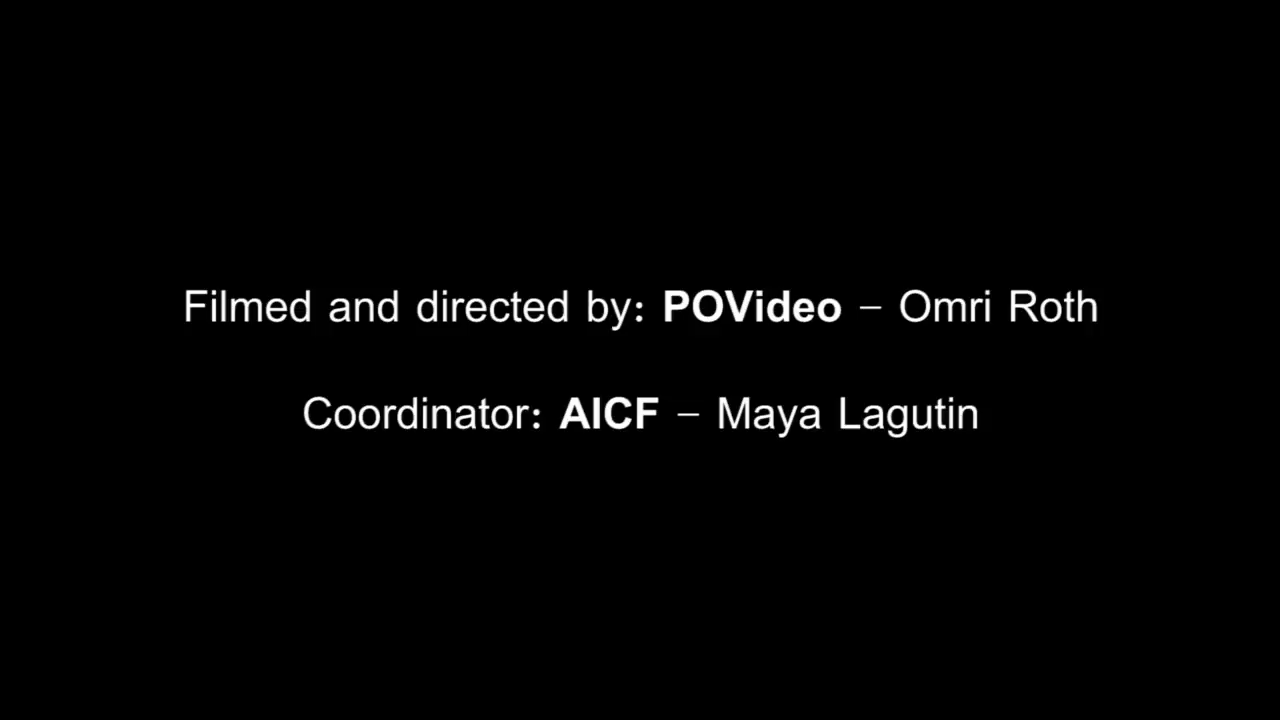 Filmed and directed by: POVideo – Omri Roth
Coordinator: AICF – Maya Lagutin